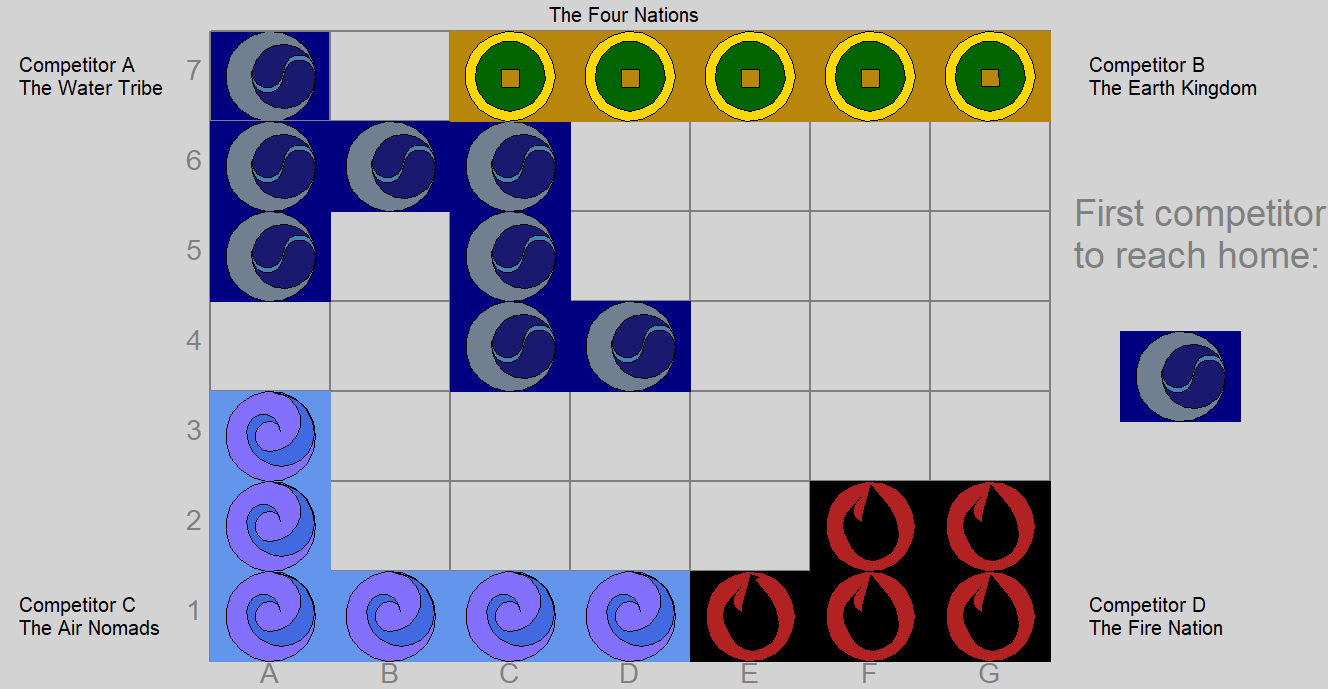 The Four Nations
Competitor A
The Water Tribe
Competitor B
The Earth Kingdom
7
6
5
4
3
2
1
First competitor
to reach home:
Competitor C
The Air Nomads
Competitor D
The Fire Nation
A B C D E F G